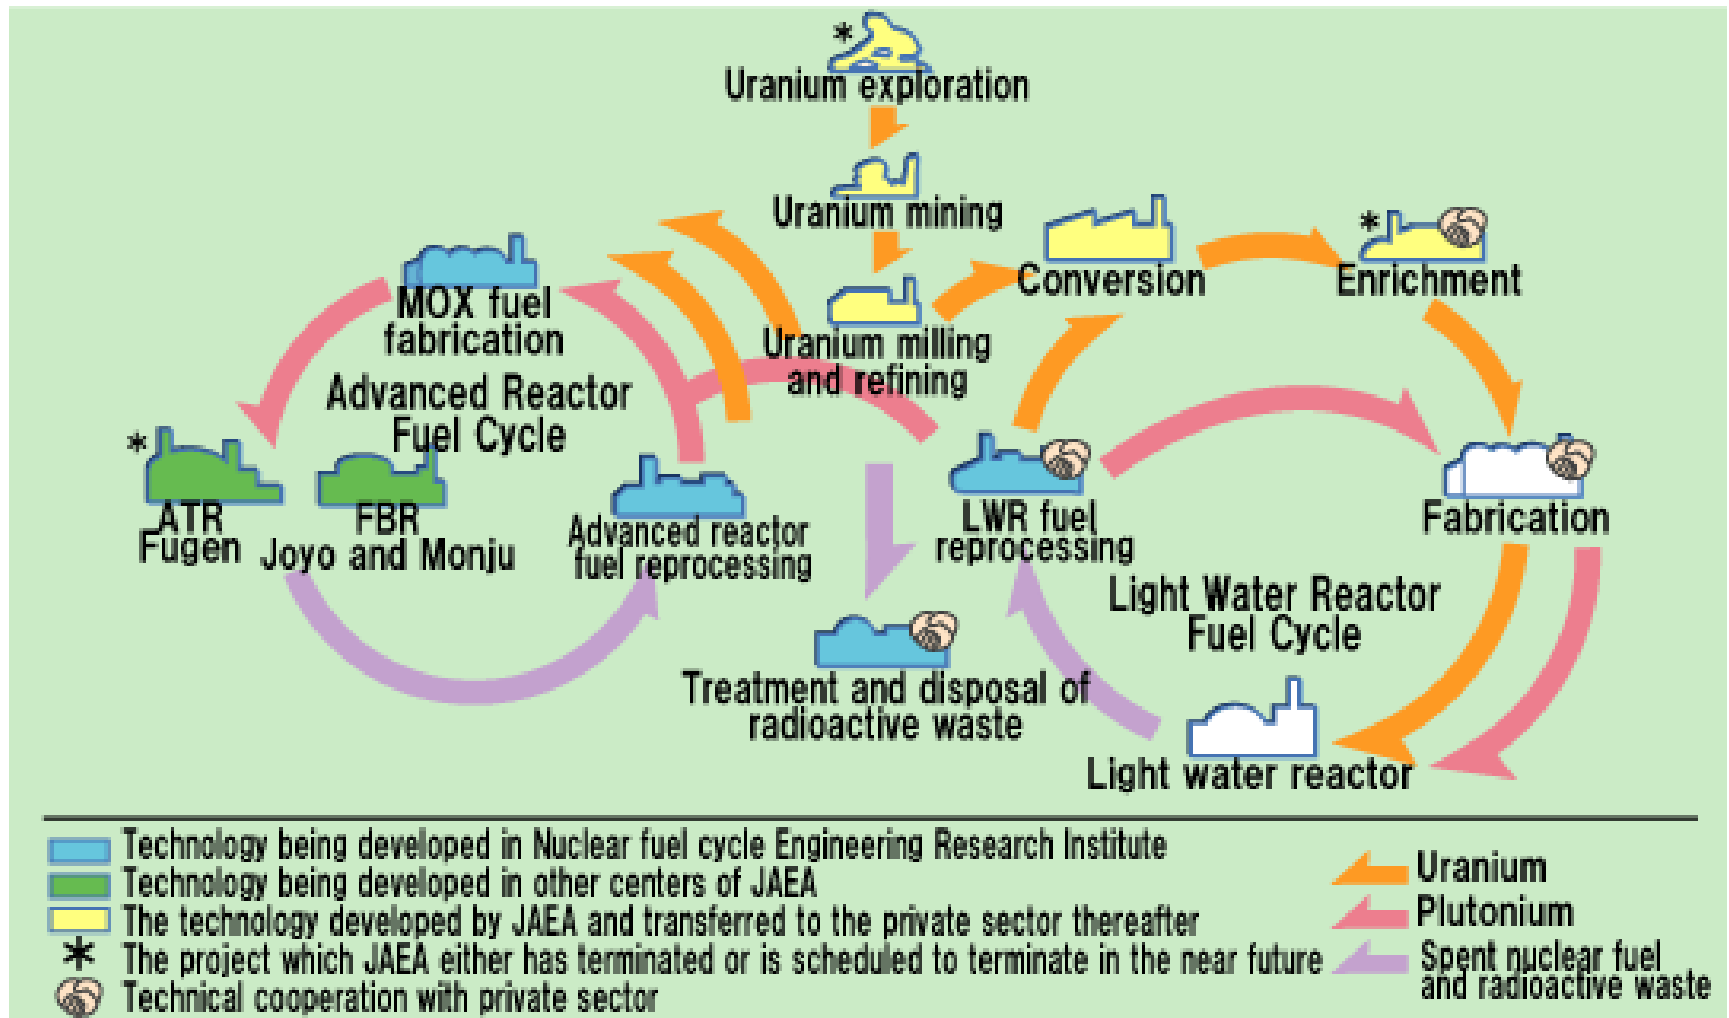 *
Uranium exploration
Uranium mining
Uranium milling
and refining
Conversion
*
Enrichment
MOX fuel
fabrication
Advanced Reactor
Fuel Cycle
*
ATR
Fugen
FBR
Joyo and Monju
Advanced reactor
fuel reprocessing
LWR fuel
reprocessing
Fabrication
Light Water Reactor
Fuel Cycle
Treatment and disposal of
radioactive waste
Light water reactor
Technology being developed in Nuclear fuel cycle Engineering Research Institute
Technology being developed in other centers of JAEA
The technology developed by JAEA and transferred to the private sector thereafter
* The project which JAEA either has terminated or is scheduled to terminate in the near future
Technical cooperation with private sector
Uranium
Plutonium
Spent nuclear fuel
and radioactive waste